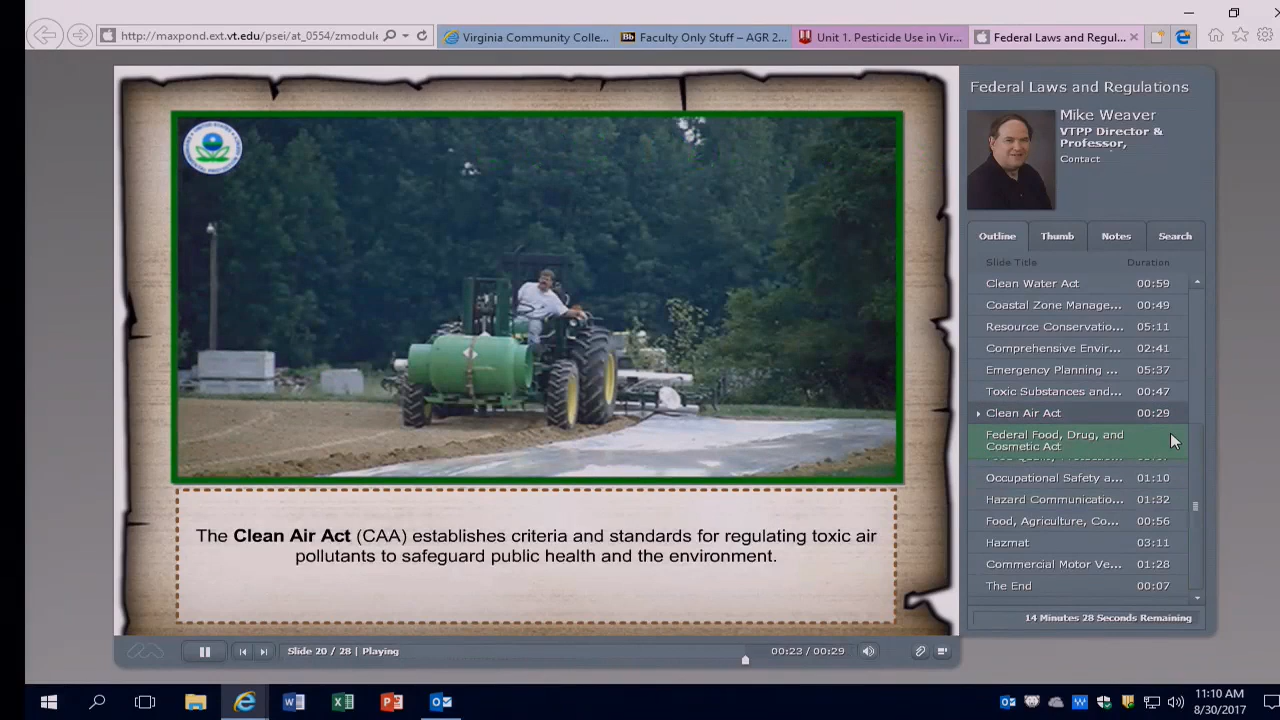 http://maxpond.ext.vt.edu/psei/at_0554/zmodule
Virginia Community Colle...
Bb
Faculty Only Stuff – AGR 2...
Unit 1. Pesticide Use in Vir...
Federal Laws and Regul...
Federal Laws and Regulations
Mike Weaver
VTPP Director &
Professor,
Contact
Outline
Thumb
Notes
Search
Slide Title
Duration
Clean Water Act 00:59
Coastal Zone Manage... 00:49
Resource Conservatio... 05:11
Comprehensive Envir... 02:41
Emergency Planning ... 05:37
Toxic Substances and... 00:47
Clean Air Act 00:29
Federal Food, Drug, and
Cosmetic Act
Occupational Safety a... 01:10
Hazard Communicatio... 01:32
Food, Agriculture, Co... 00:56
Hazmat 03:11
Commercial Motor Ve... 01:28
The End 00:07
14 Minutes 28 Seconds Remaining
The Clean Air Act (CAA) establishes criteria and standards for regulating toxic air
pollutants to safeguard public health and the environment.
Slide 20 / 28 | Playing
00:23 / 00:29
11:10 AM
8/30/2017